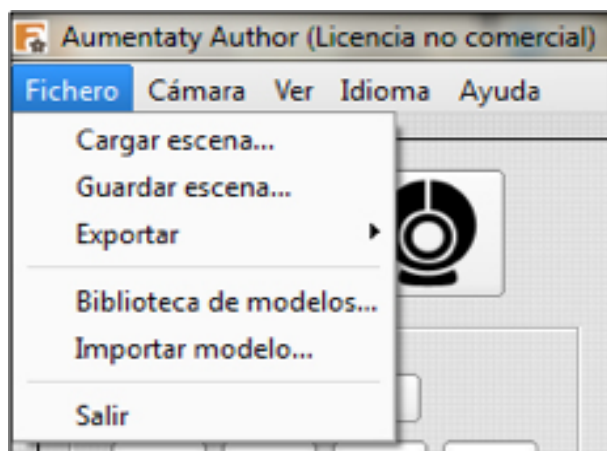 Aumentaty Author (Licencia no comercial)
Fichero Cámara Ver Idioma Ayuda
Cargar escena...
Guardar escena...
Exportar
Biblioteca de modelos...
Importar modelo...
Salir